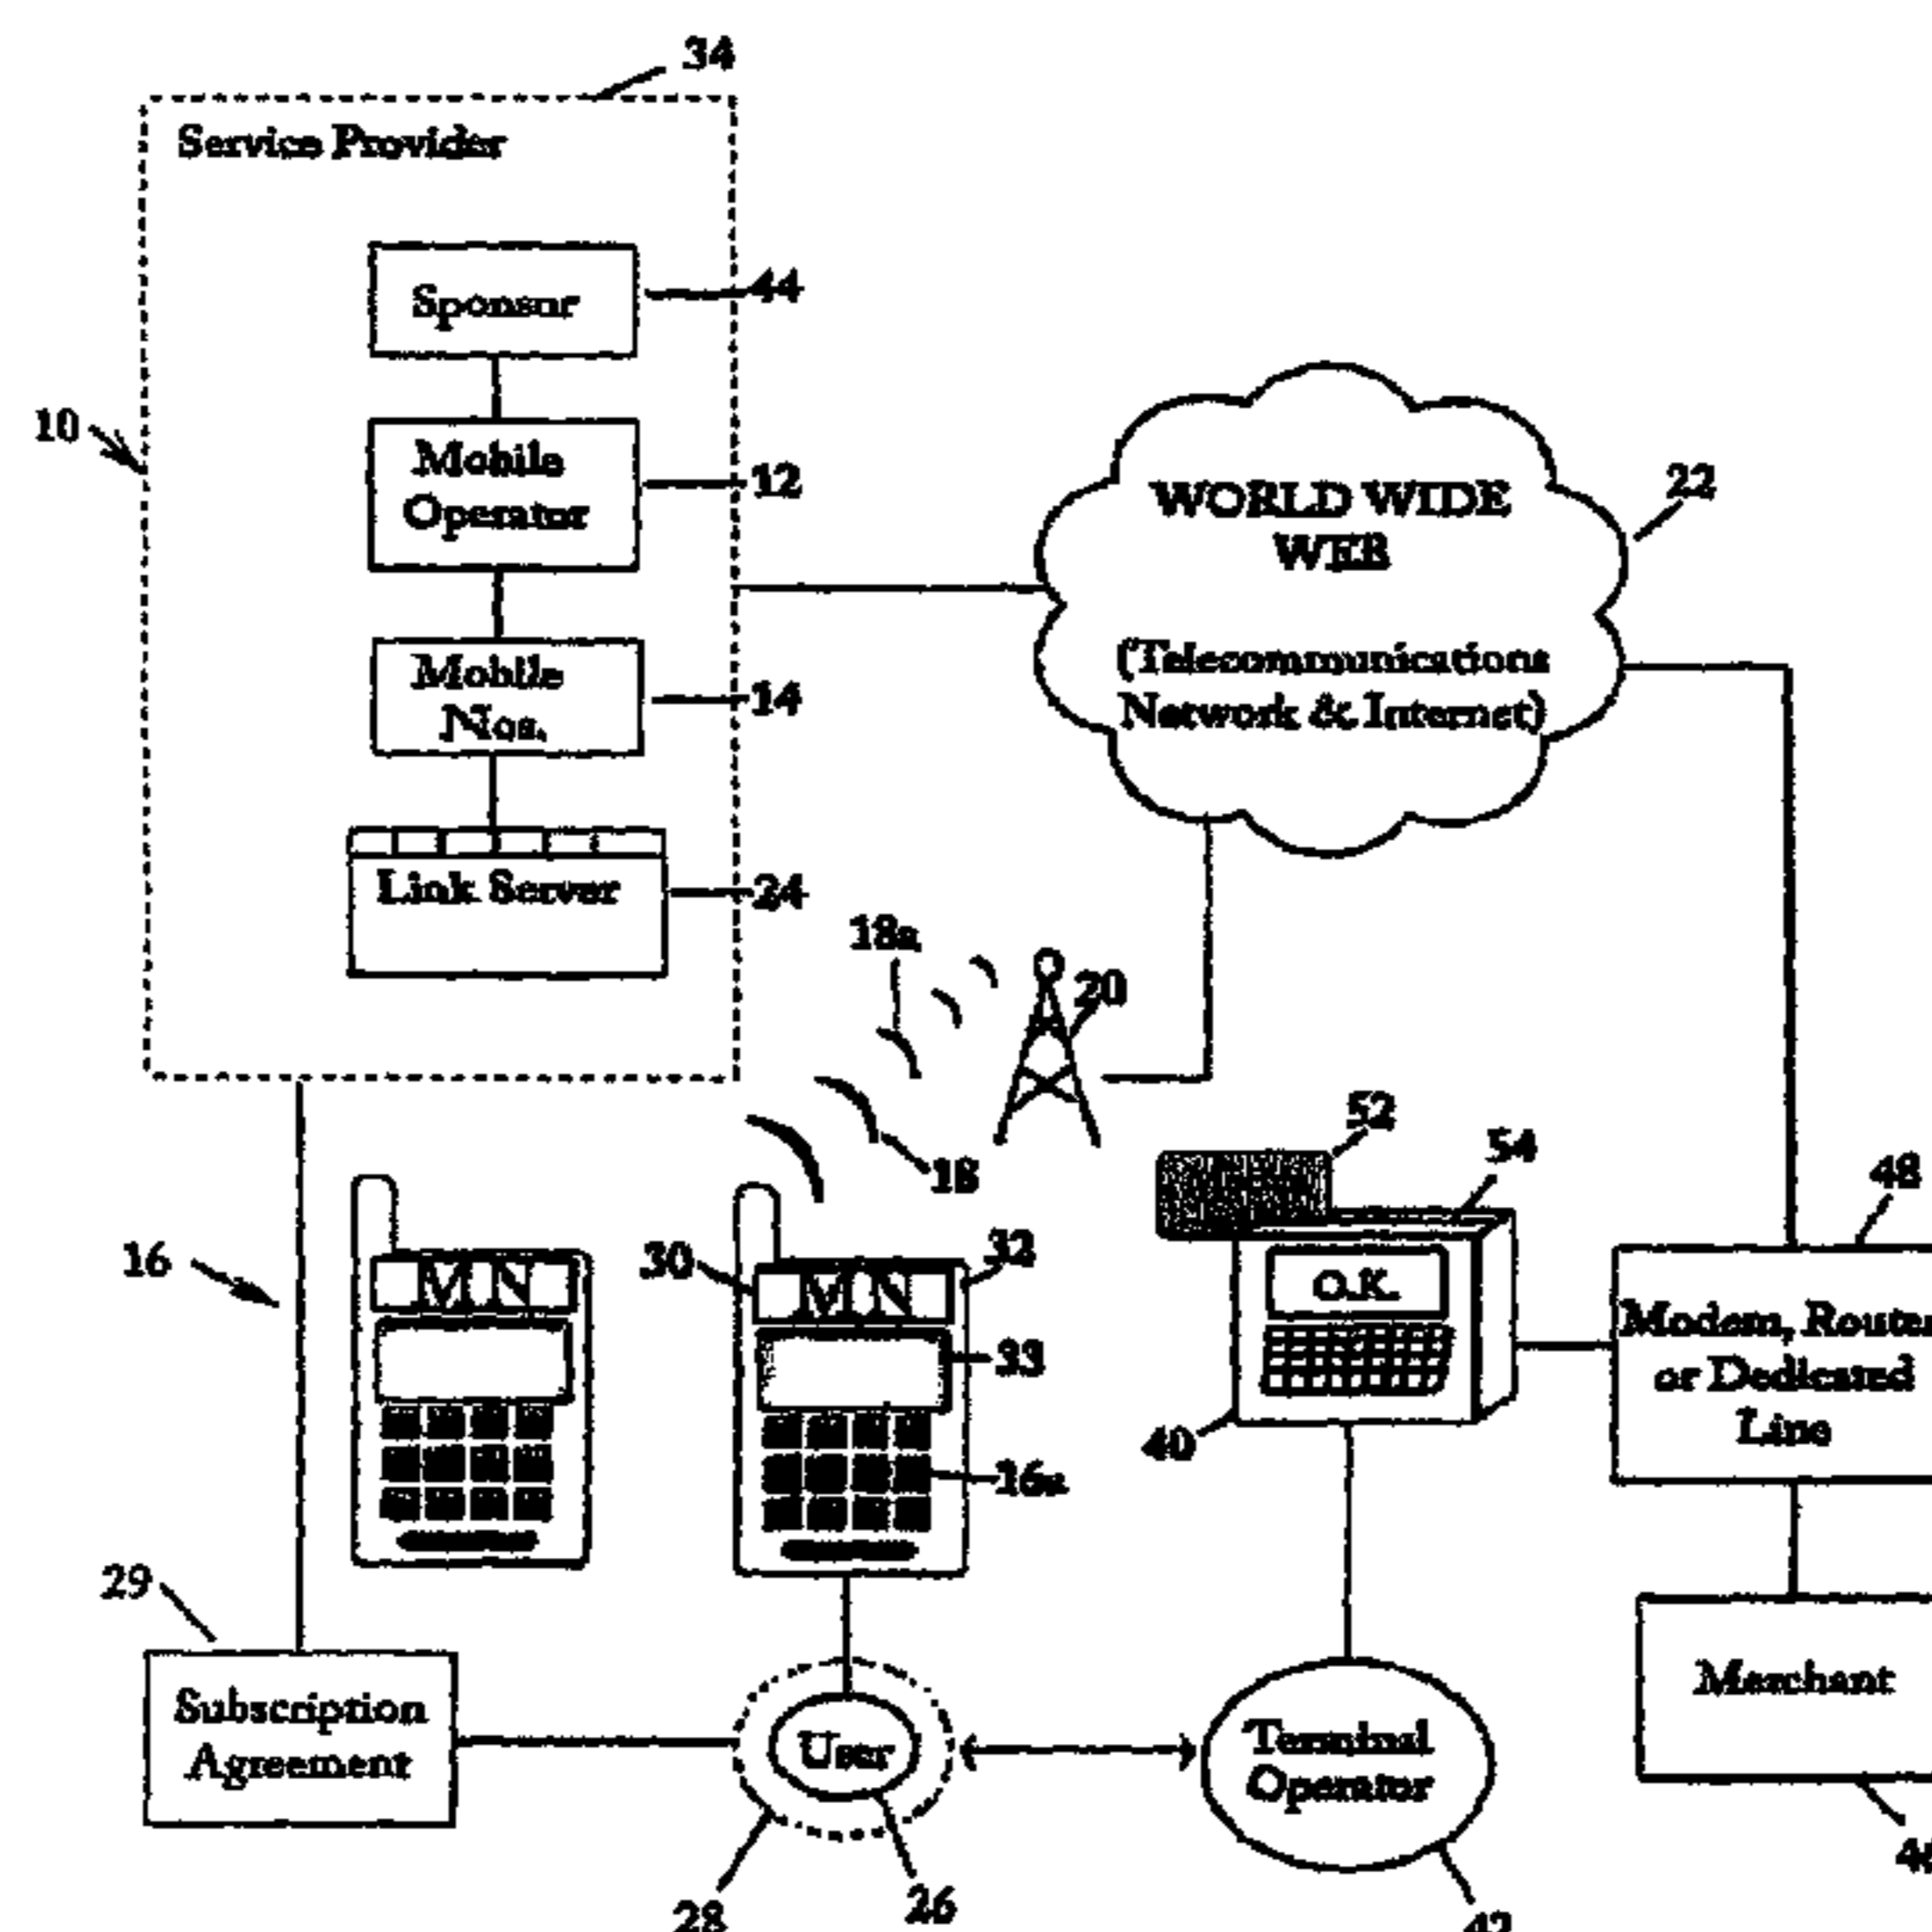 34
Service Provider
Sponsor
44
10
Mobile
Operator
12
WORLD WIDE
WEB
22
(Telecommunications
Network & Internet)
Mobile
Nos.
14
Link Server
24
18a
20
18
52
54
48
16
30
M N
M N
32
O.K.
33
Modem, Router
or Dedicated
Line
40
16a
29
Subscription
Agreement
User
Terminal
Operator
Merchant
28
26
42